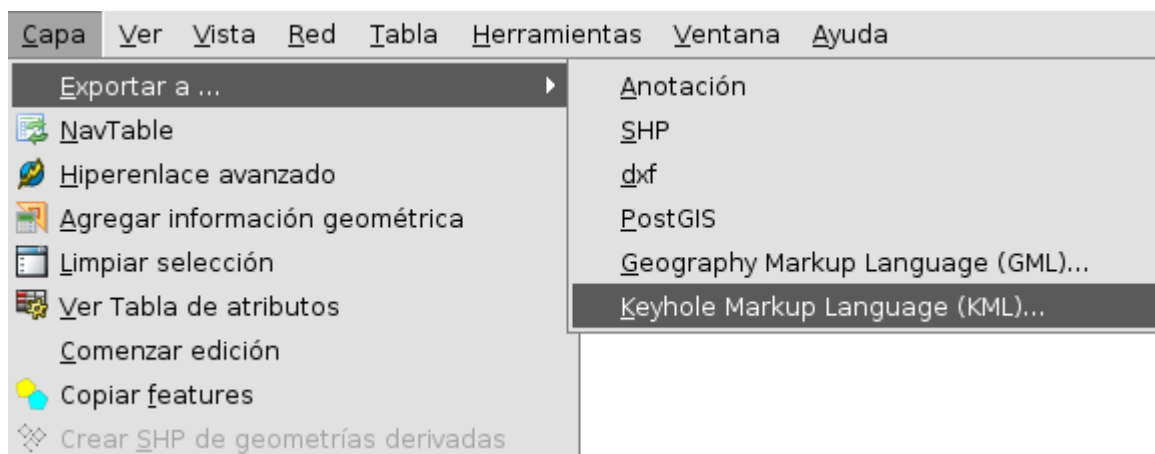 Capa Ver Vista Red Tabla Herramientas Ventana Ayuda
Exportar a ...
NavTable
Hiperenlace avanzado
Agregar información geométrica
Limpiar selección
Ver Tabla de atributos
Comenzar edición
Copiar features
Crear SHP de geometrías derivadas
Anotación
SHP
dxf
PostGIS
Geography Markup Language (GML)...
Keyhole Markup Language (KML)...